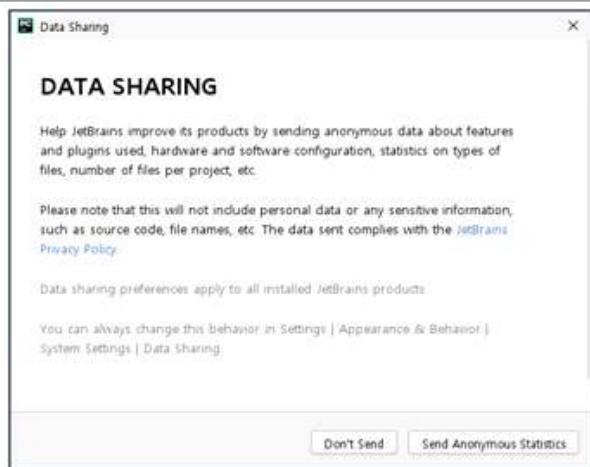 Data Sharing
DATA SHARING
Help JetBrains improve its products by sending anonymous data about features
and plugins used, hardware and software configuration, statistics on types of
files, number of files per project, etc.
Please note that this will not include personal data or any sensitive information,
such as source code, file names, etc. The data sent complies with the JetBrains
Privacy Policy.
Data sharing preferences apply to all installed JetBrains products.
You can always change this behavior in Settings | Appearance & Behavior |
System Settings | Data Sharing.
Don't Send Send Anonymous Statistics